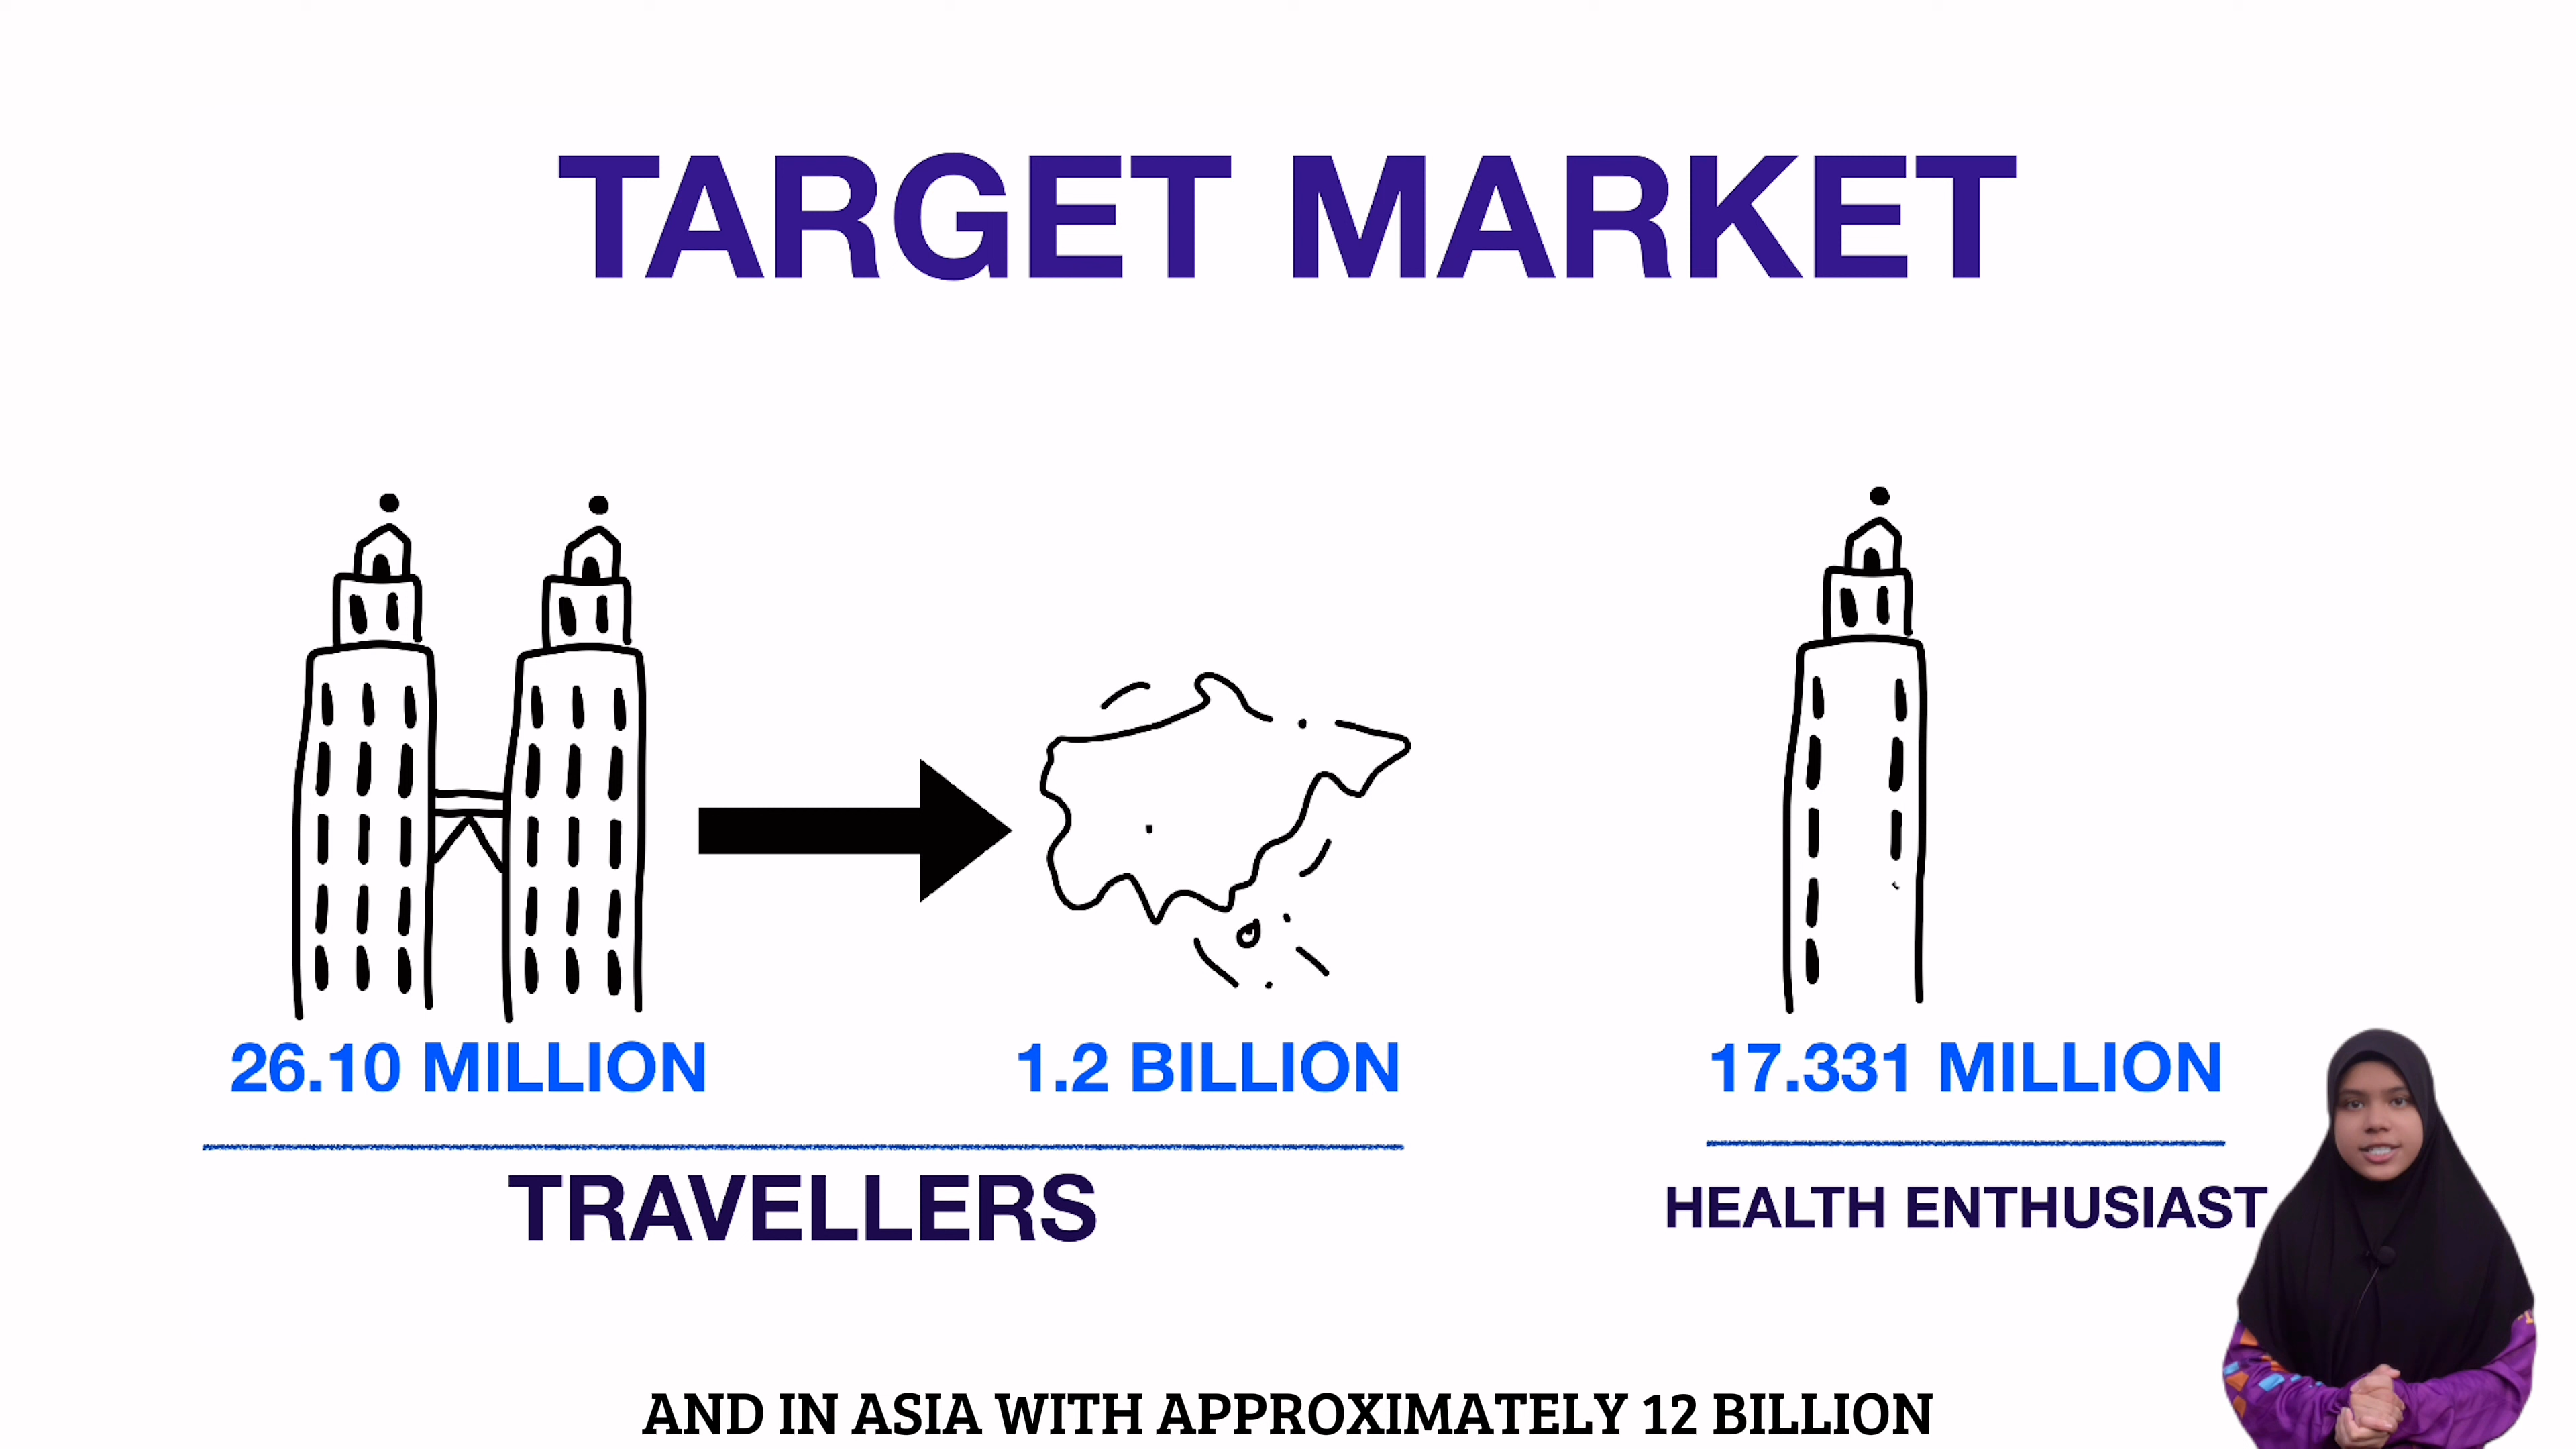 TARGET MARKET
26.10 MILLION
1.2 BILLION
17.331 MILLION
TRAVELLERS
HEALTH ENTHUSIAST
AND IN ASIA WITH APPROXIMATELY 12 BILLION